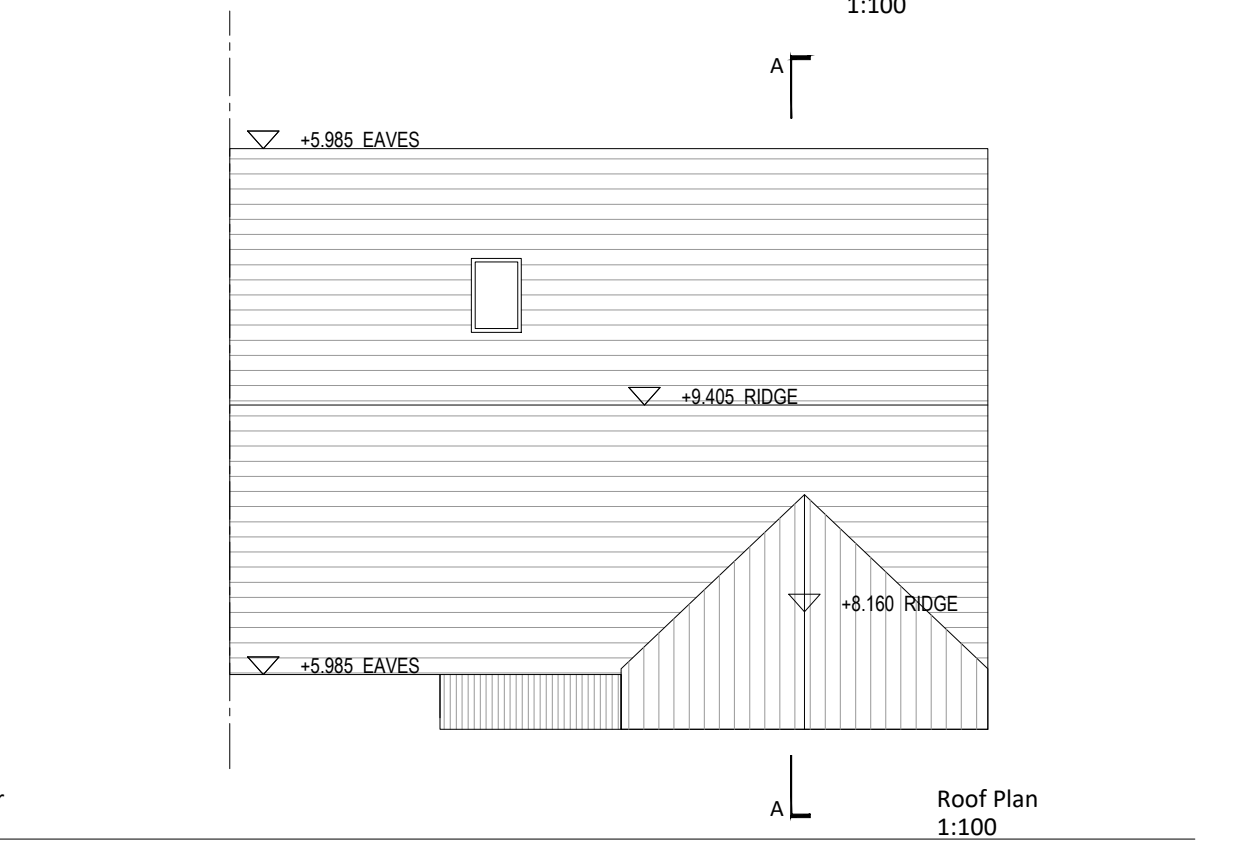 1:100
A
+5.985 EAVES
+9.405 RIDGE
+8.160 RIDGE
+5.985 EAVES
A
Roof Plan
1:100